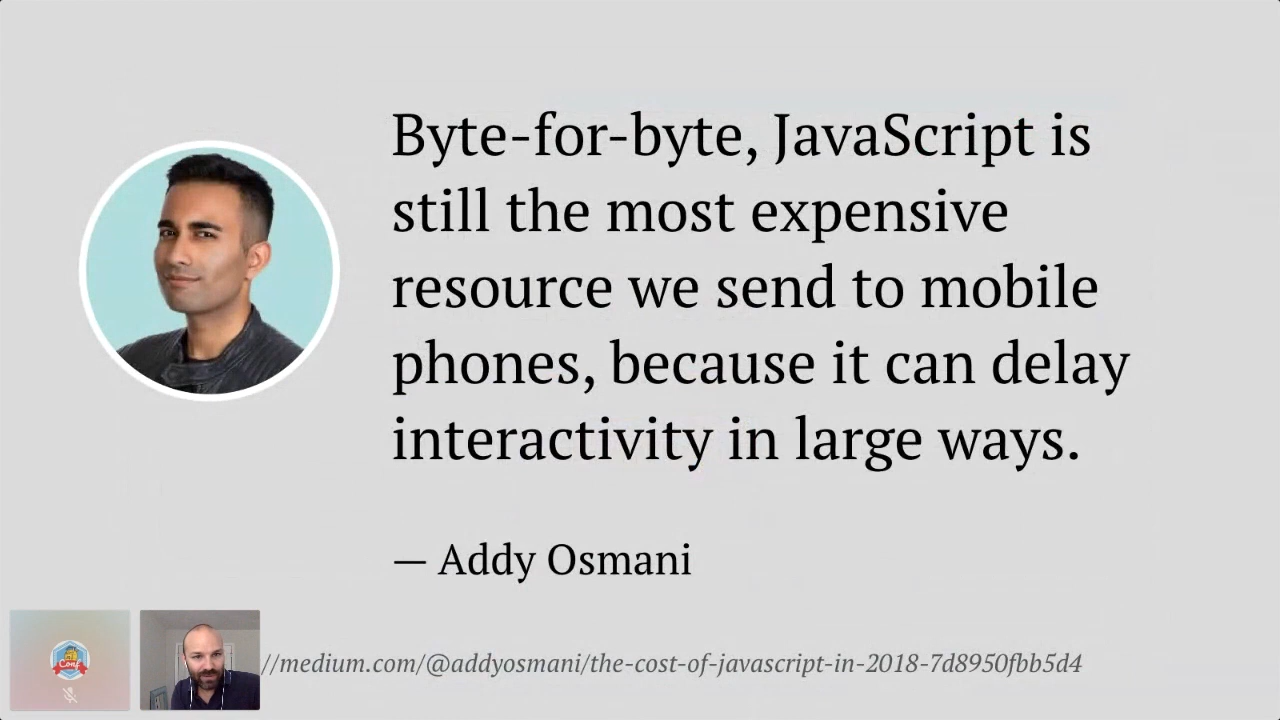 Byte-for-byte, JavaScript is
still the most expensive
resource we send to mobile
phones, because it can delay
interactivity in large ways.
— Addy Osmani
Conf
//medium.com/@addyosmani/the-cost-of-javascript-in-2018-7d8950fbb5d4